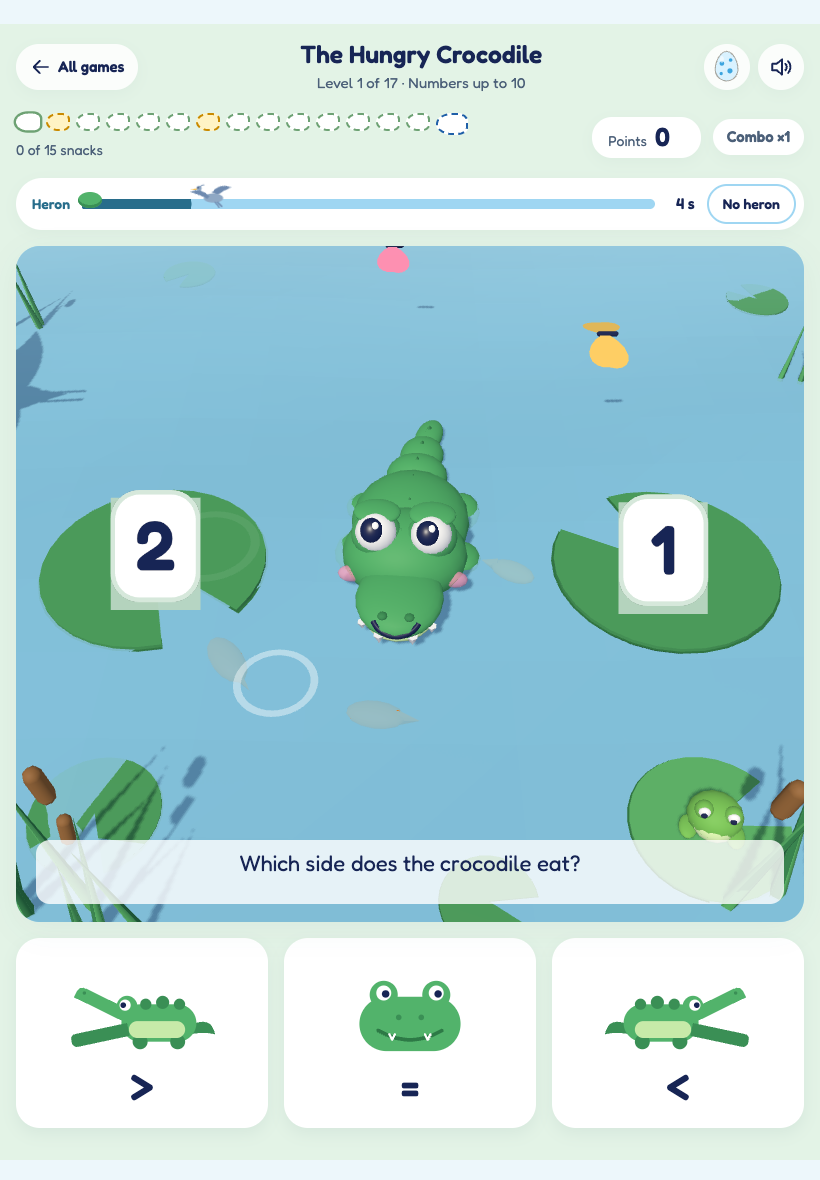 All games
The Hungry Crocodile
Level 1 of 17 · Numbers up to 10
0 of 15 snacks
Points 0
Combo ×1
Heron
4 s
No heron
2
1
Which side does the crocodile eat?
>
=
<